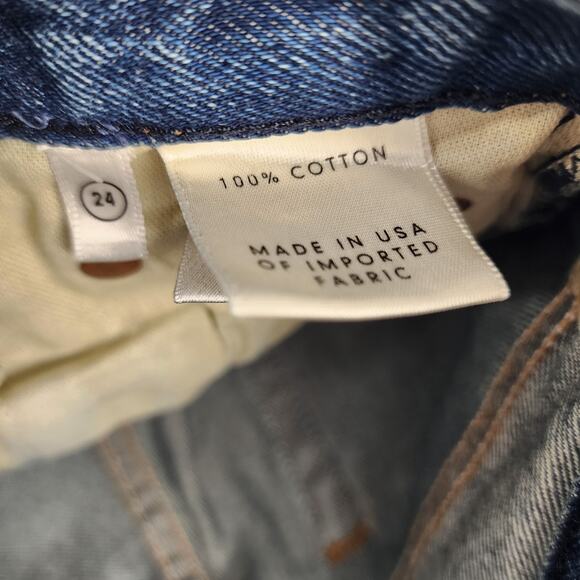 24
100% COTTON
MADE IN USA
OF IMPORTED
FABRIC